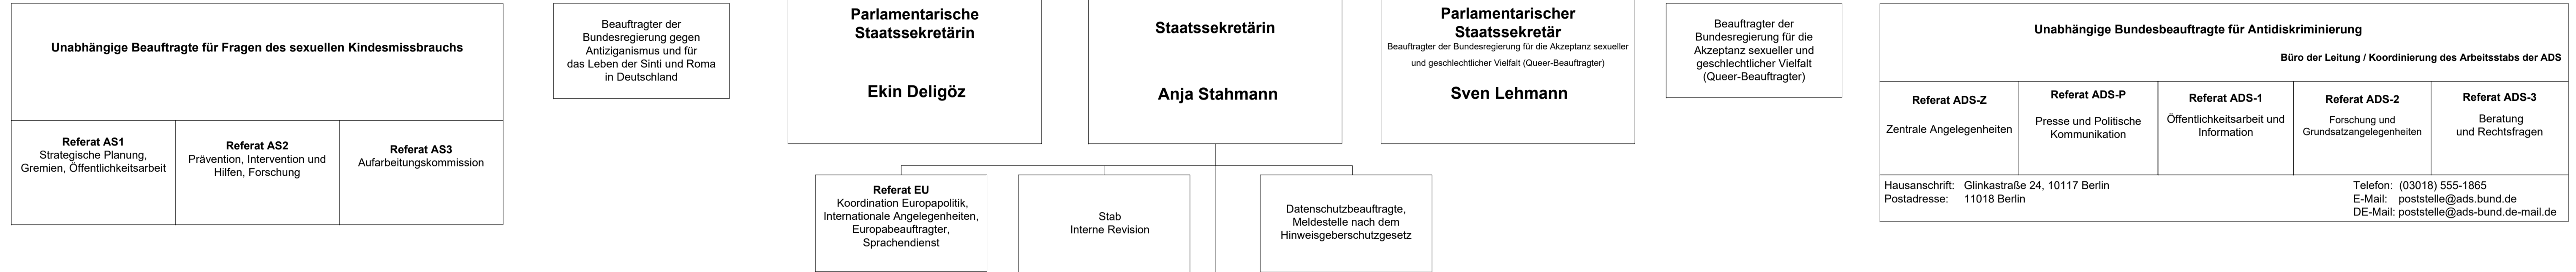 Unabhängige Beauftragte für Fragen des sexuellen Kindesmissbrauchs
Referat AS1
Strategische Planung,
Gremien, Öffentlichkeitsarbeit
Referat AS2
Prävention, Intervention und
Hilfen, Forschung
Referat AS3
Aufarbeitungskommission
Beauftragter der
Bundesregierung gegen
Antiziganismus und für
das Leben der Sinti und Roma
in Deutschland
Parlamentarische
Staatssekretärin
Ekin Deligöz
Staatssekretärin
Anja Stahmann
Parlamentarischer
Staatssekretär
Beauftragter der Bundesregierung für die Akzeptanz sexueller
und geschlechtlicher Vielfalt (Queer-Beauftragter)
Sven Lehmann
Beauftragter der
Bundesregierung für die
Akzeptanz sexueller und
geschlechtlicher Vielfalt
(Queer-Beauftragter)
Referat EU
Koordination Europapolitik,
Internationale Angelegenheiten,
Europabeauftragter,
Sprachendienst
Stab
Interne Revision
Datenschutzbeauftragte,
Meldestelle nach dem
Hinweisgeberschutzgesetz
Unabhängige Bundesbeauftragte für Antidiskriminierung
Büro der Leitung / Koordinierung des Arbeitsstabs der ADS
Referat ADS-Z
Zentrale Angelegenheiten
Referat ADS-P
Presse und Politische
Kommunikation
Referat ADS-1
Öffentlichkeitsarbeit und
Information
Referat ADS-2
Forschung und
Grundsatzangelegenheiten
Referat ADS-3
Beratung
und Rechtsfragen
Hausanschrift: Glinkastraße 24, 10117 Berlin
Postadresse: 11018 Berlin
Telefon: (03018) 555-1865
E-Mail: poststelle@ads.bund.de
DE-Mail: poststelle@ads-bund.de-mail.de